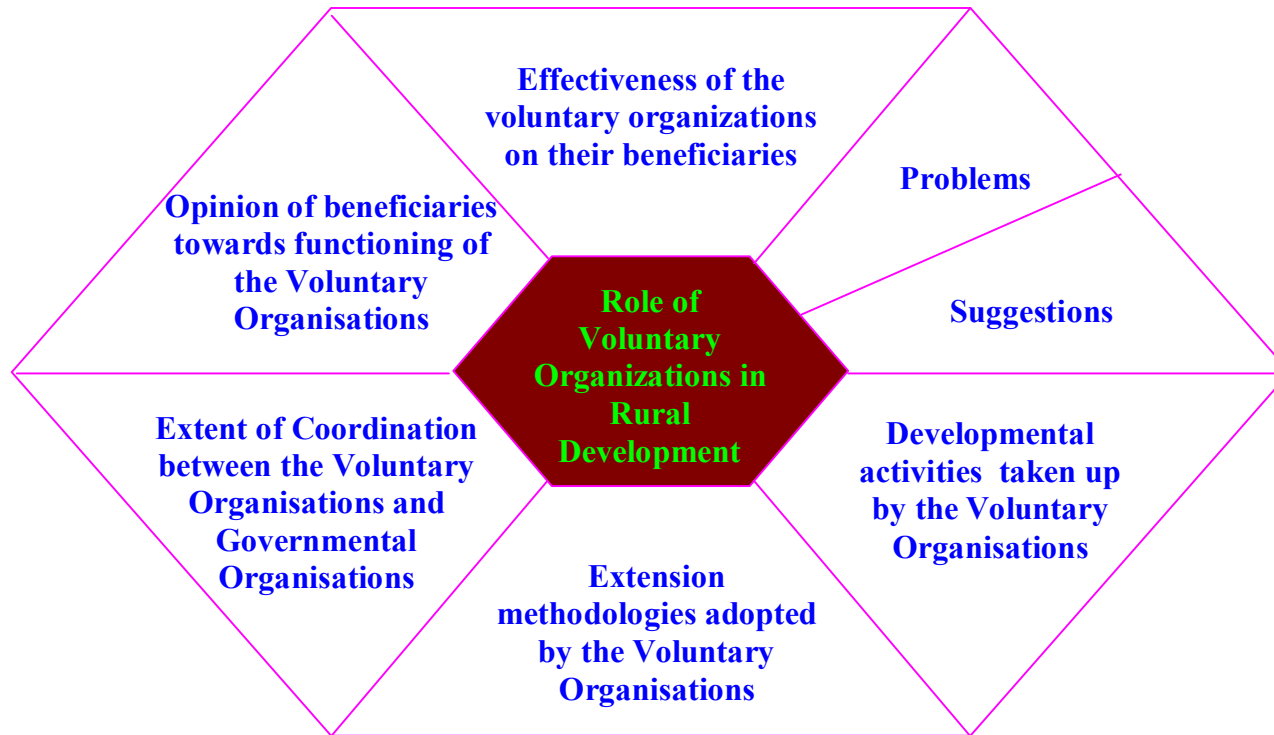 Effectiveness of the
voluntary organizations
on their beneficiaries
Problems
Suggestions
Opinion of beneficiaries
towards functioning of
the Voluntary
Organisations
Role of
Voluntary
Organizations in
Rural
Development
Extent of Coordination
between the Voluntary
Organisations and
Governmental
Organisations
Extension
methodologies adopted
by the Voluntary
Organisations
Developmental
activities taken up
by the Voluntary
Organisations